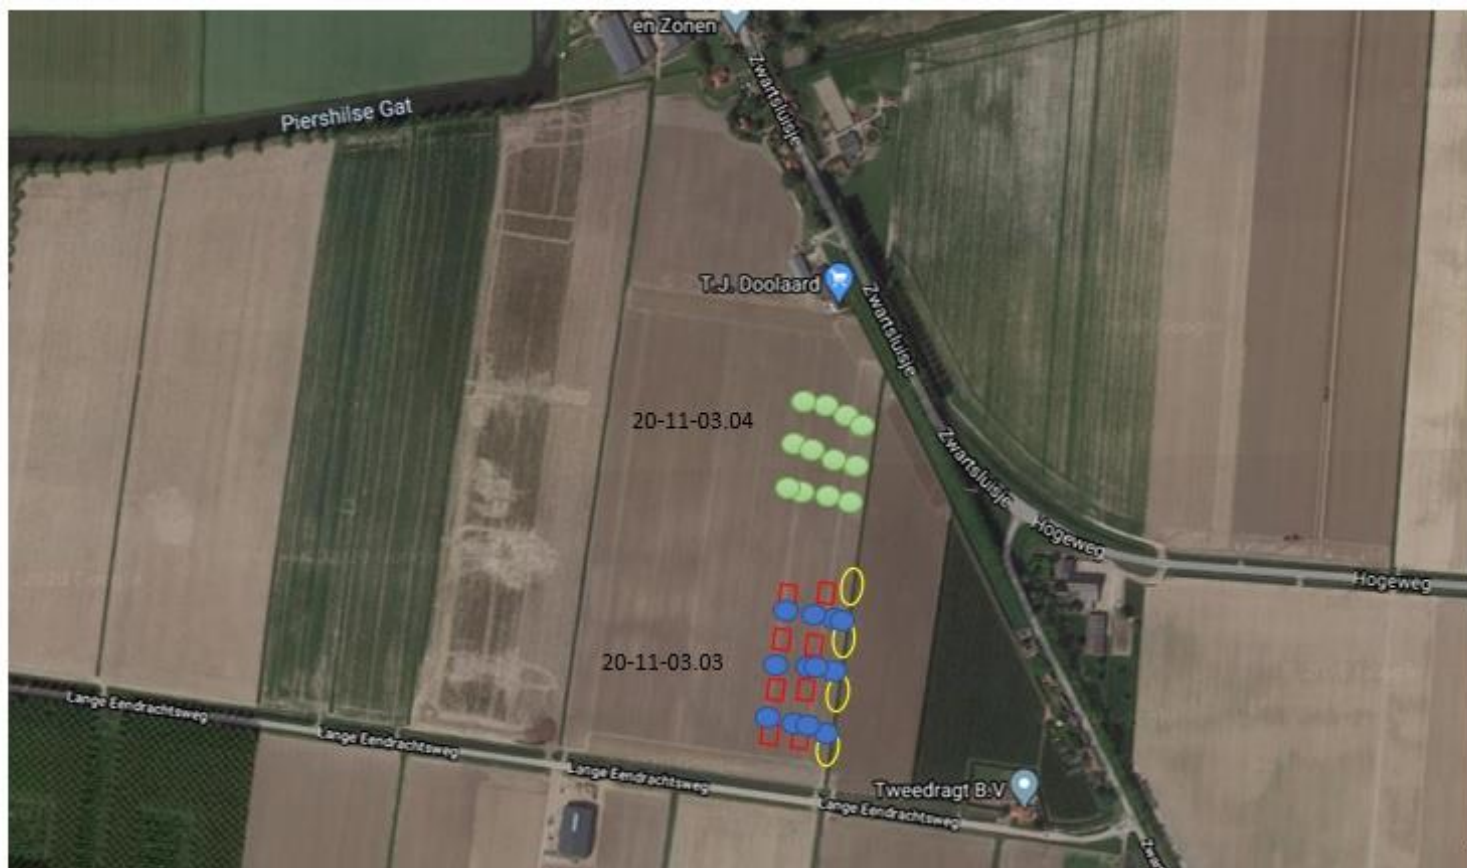 en Zonen
Zwartsluisje
Piershilse Gat
T.J. Doolaard
Zwartsluisje
20-11-03.04
Zwartsluisje
Hogeweg
Hogeweg
20-11-03.03
Lange Eendrachtsweg
Lange Eendrachtsweg
Lange Eendrachtsweg
Tweedragt B.V
Lange Eendrachtsweg